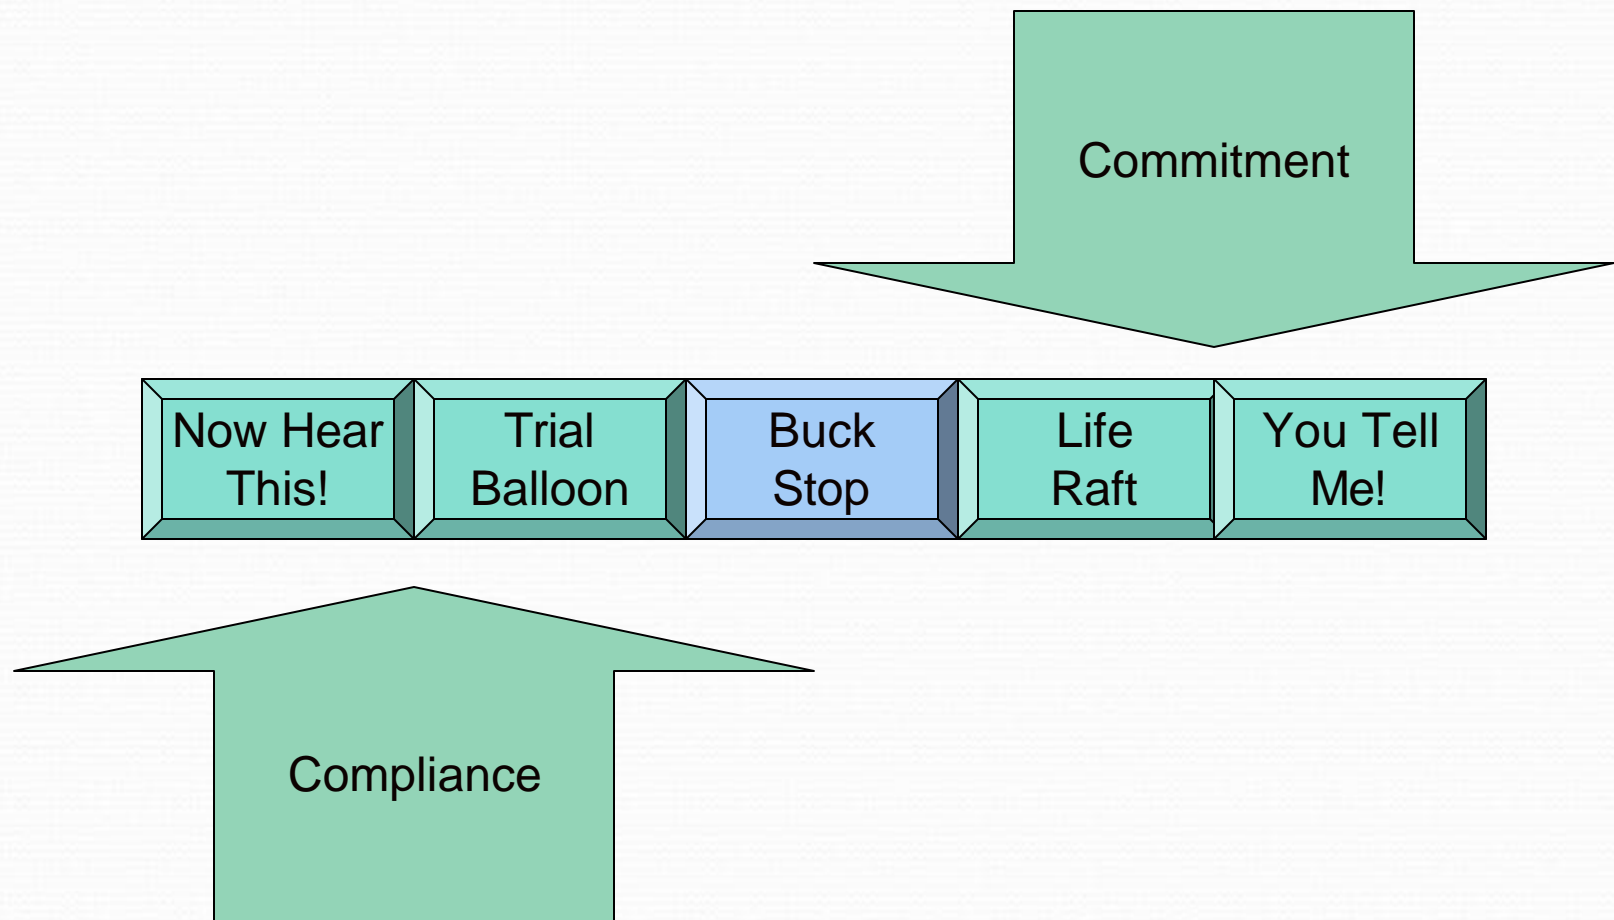 Commitment
Now Hear
This!
Trial
Balloon
Buck
Stop
Life
Raft
You Tell
Me!
Compliance